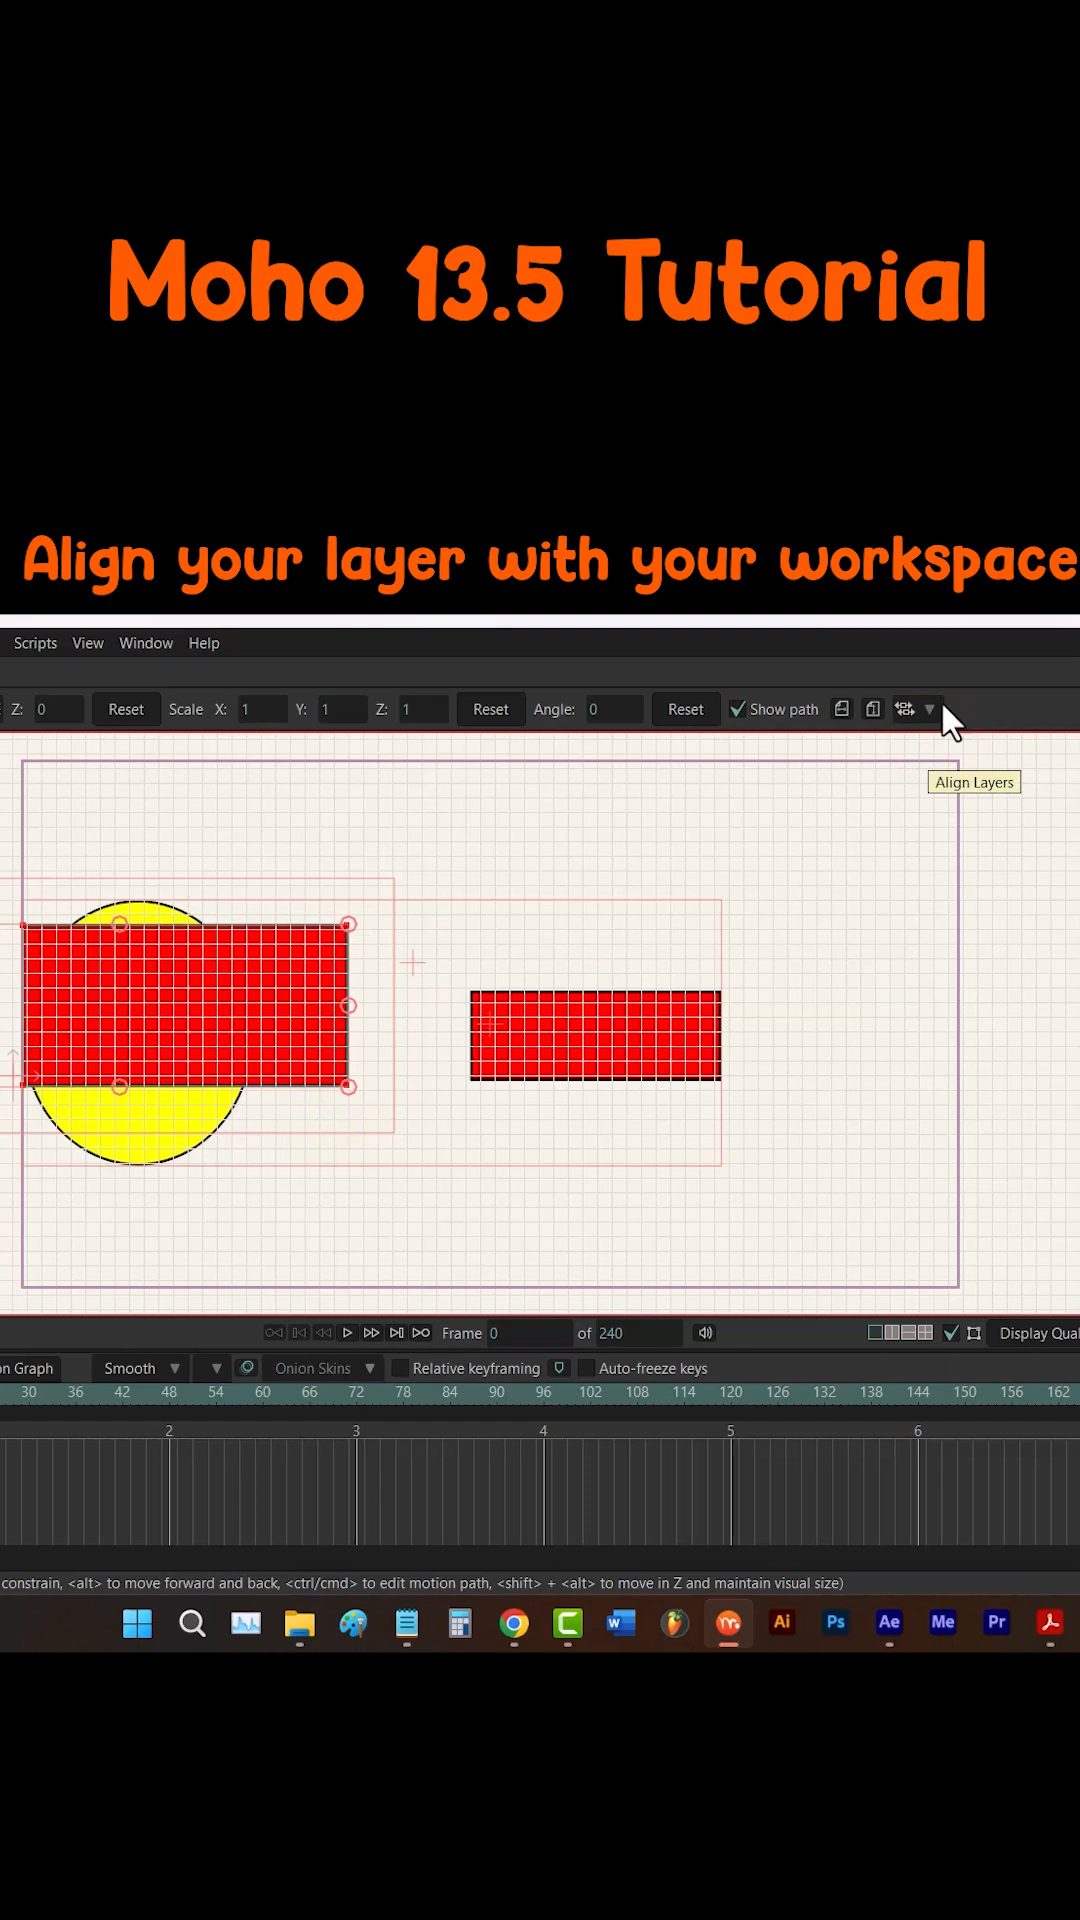 Moho 13.5 Tutorial
Align your layer with your workspace
Scripts View Window Help
Z: 0 Reset Scale X: 1 Y: 1 Z: 1 Reset Angle: 0 Reset Show path
Align Layers
Frame 0 of 240 Display Qual
on Graph Smooth Onion Skins Relative keyframing Auto-freeze keys
30 36 42 48 54 60 66 72 78 84 90 96 102 108 114 120 126 132 138 144 150 156 162
2 3 4 5 6
constrain, <alt> to move forward and back, <ctrl/cmd> to edit motion path, <shift> + <alt> to move in Z and maintain visual size)
W Ai Ps Ae Me Pr